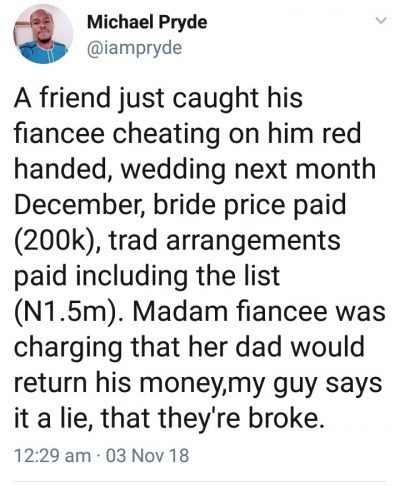 Michael Pryde
@iampryde
A friend just caught his
fiancee cheating on him red
handed, wedding next month
December, bride price paid
(200k), trad arrangements
paid including the list
(N1.5m). Madam fiancee was
charging that her dad would
return his money,my guy says
it a lie, that they're broke.
12:29 am · 03 Nov 18